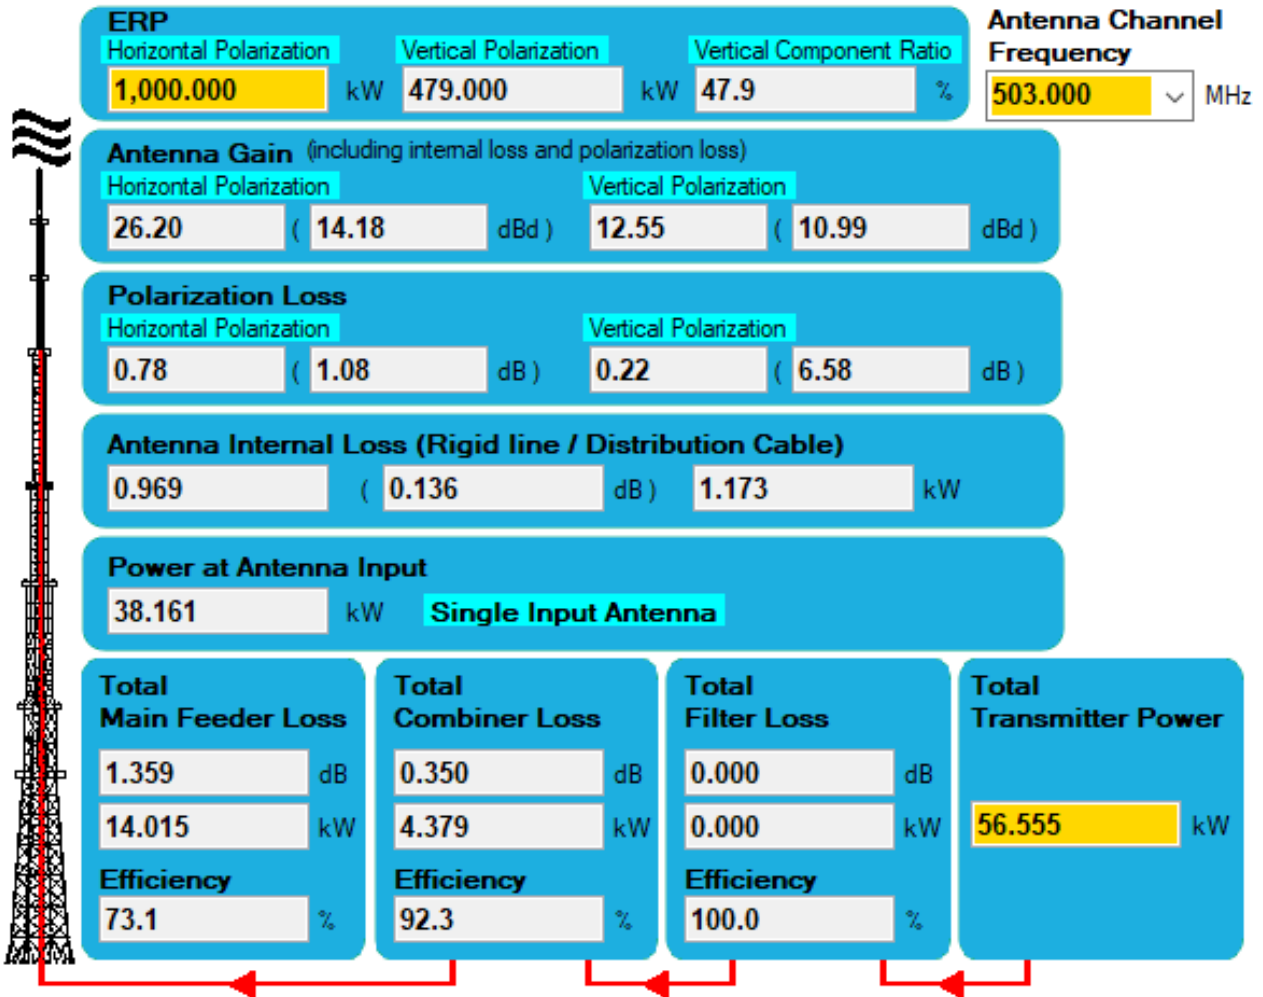 ERP
Horizontal Polarization Vertical Polarization Vertical Component Ratio
1,000.000 kW 479.000 kW 47.9 %
Antenna Channel
Frequency
503.000 MHz
Antenna Gain (including internal loss and polarization loss)
Horizontal Polarization Vertical Polarization
26.20 ( 14.18 dBd ) 12.55 ( 10.99 dBd )
Polarization Loss
Horizontal Polarization Vertical Polarization
0.78 ( 1.08 dB ) 0.22 ( 6.58 dB )
Antenna Internal Loss (Rigid line / Distribution Cable)
0.969 ( 0.136 dB ) 1.173 kW
Power at Antenna Input
38.161 kW Single Input Antenna
Total
Main Feeder Loss
1.359 dB
14.015 kW
Efficiency
73.1 %
Total
Combiner Loss
0.350 dB
4.379 kW
Efficiency
92.3 %
Total
Filter Loss
0.000 dB
0.000 kW
Efficiency
100.0 %
Total
Transmitter Power
56.555 kW